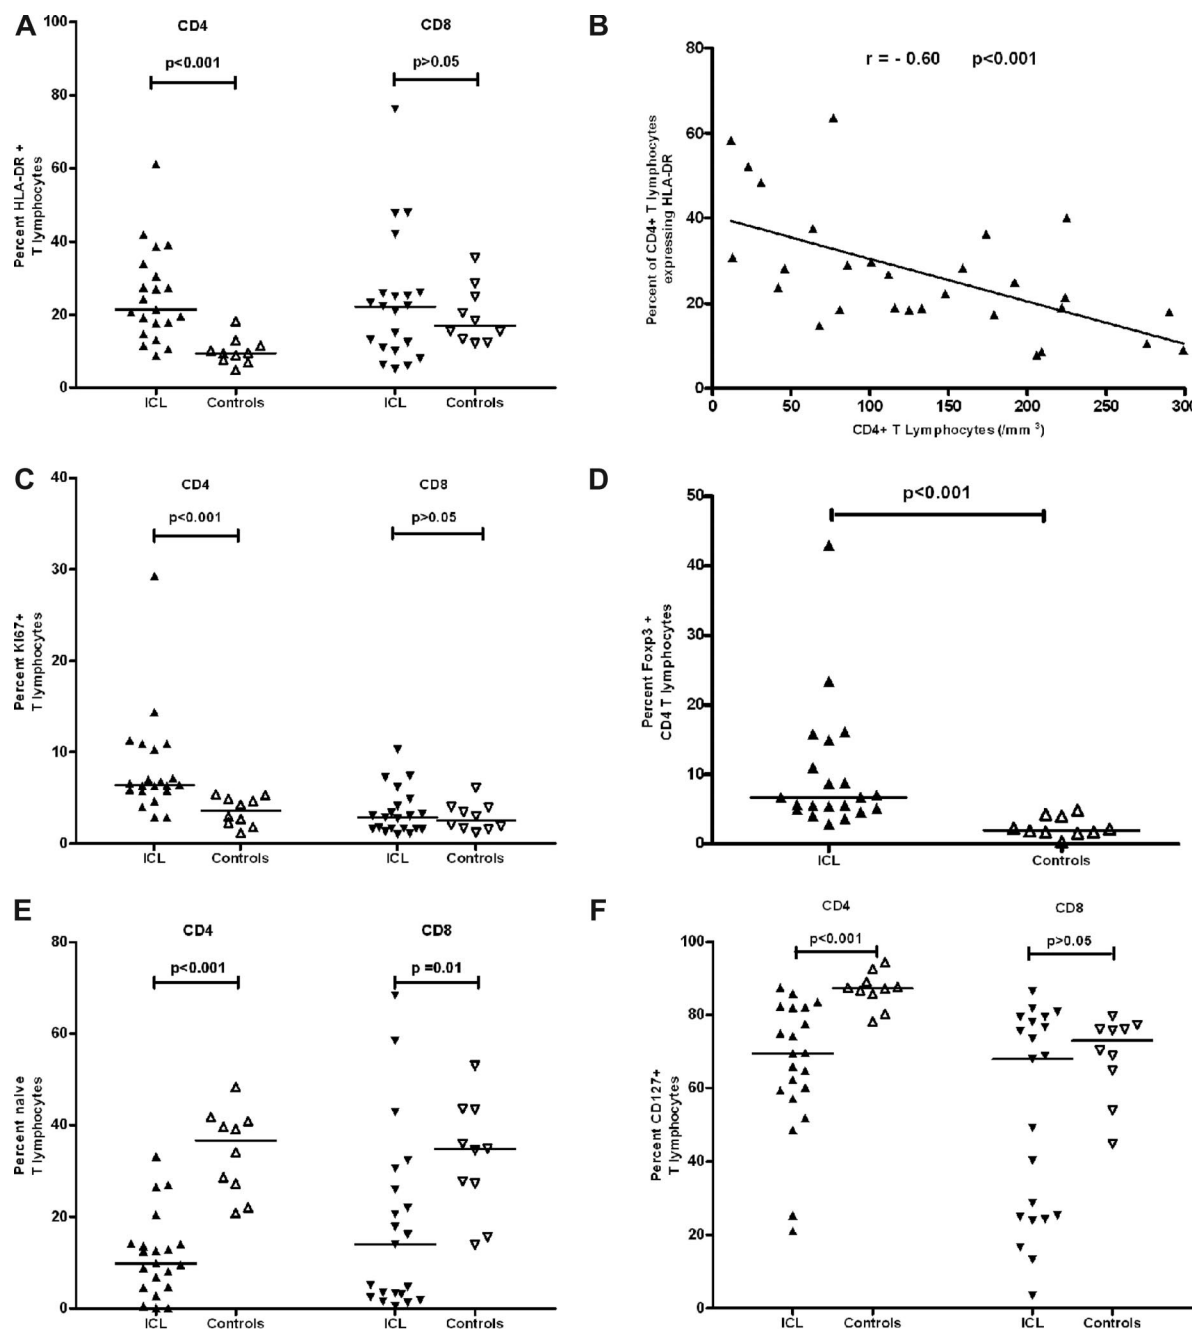 A
CD4 CD8
p<0.001 p>0.05
Percent HLA-DR +
T lymphocytes
100
80
60
40
20
0
ICL Controls ICL Controls
B
r = - 0.60 p<0.001
Percent of CD4+ T lymphocytes
expressing HLA-DR
80
60
40
20
0
0 50 100 150 200 250 300
CD4+ T Lymphocytes (/mm 3)
C
CD4 CD8
p<0.001 p>0.05
Percent KI67+
T lymphocytes
40
30
20
10
0
ICL Controls ICL Controls
D
p<0.001
Percent Foxp3 +
CD4 T lymphocytes
50
40
30
20
10
0
ICL Controls
E
CD4 CD8
p<0.001 p =0.01
Percent naive
T lymphocytes
80
60
40
20
0
ICL Controls ICL Controls
F
CD4 CD8
p<0.001 p>0.05
Percent CD127+
T lymphocytes
100
80
60
40
20
0
ICL Controls ICL Controls